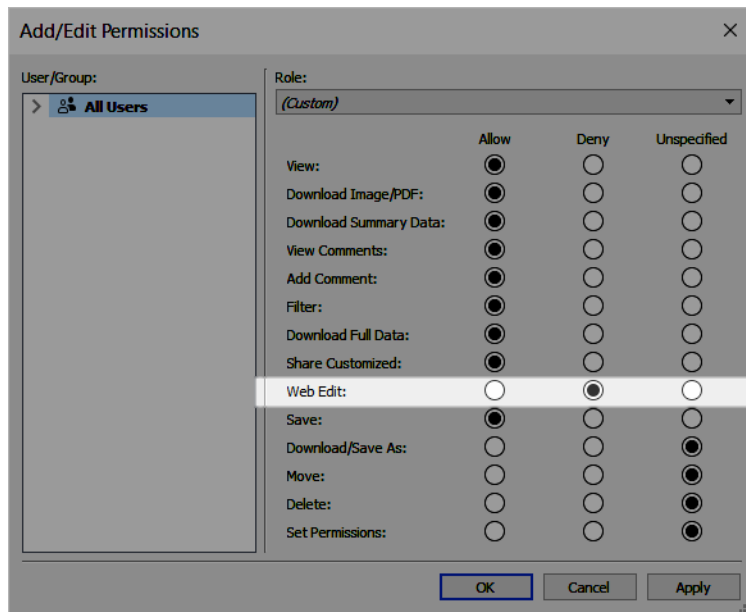 Add/Edit Permissions
User/Group:
All Users
Role:
(Custom)
Allow Deny Unspecified
View:
Download Image/PDF:
Download Summary Data:
View Comments:
Add Comment:
Filter:
Download Full Data:
Share Customized:
Web Edit:
Save:
Download/Save As:
Move:
Delete:
Set Permissions:
OK Cancel Apply